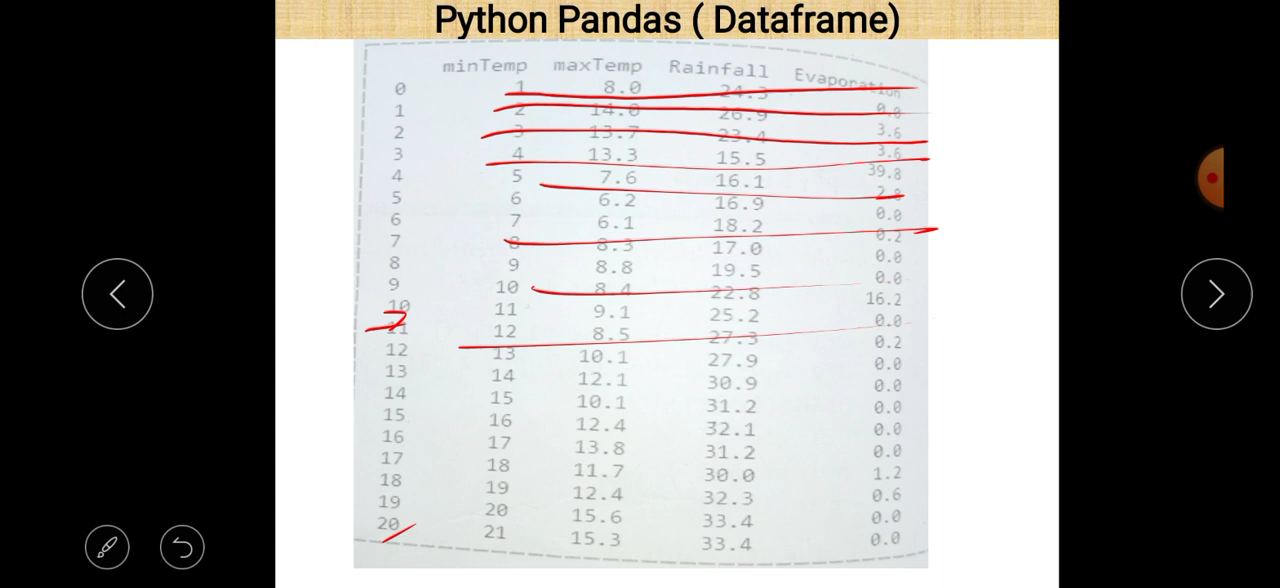 Python Pandas ( Dataframe)
minTemp maxTemp Rainfall Evaporation
0 1 8.0 24.3 0.0
1 2 14.0 26.9 3.6
2 3 13.7 23.4 3.6
3 4 13.3 15.5 39.8
4 5 7.6 16.1 2.8
5 6 6.2 16.9 0.0
6 7 6.1 18.2 0.2
7 8 8.3 17.0 0.0
8 9 8.8 19.5 0.0
9 10 8.4 22.8 16.2
10 11 9.1 25.2 0.0
11 12 8.5 27.3 0.2
12 13 10.1 27.9 0.0
13 14 12.1 30.9 0.0
14 15 10.1 31.2 0.0
15 16 12.4 32.1 0.0
16 17 13.8 31.2 0.0
17 18 11.7 30.0 1.2
18 19 12.4 32.3 0.6
19 20 15.6 33.4 0.0
20 21 15.3 33.4 0.0